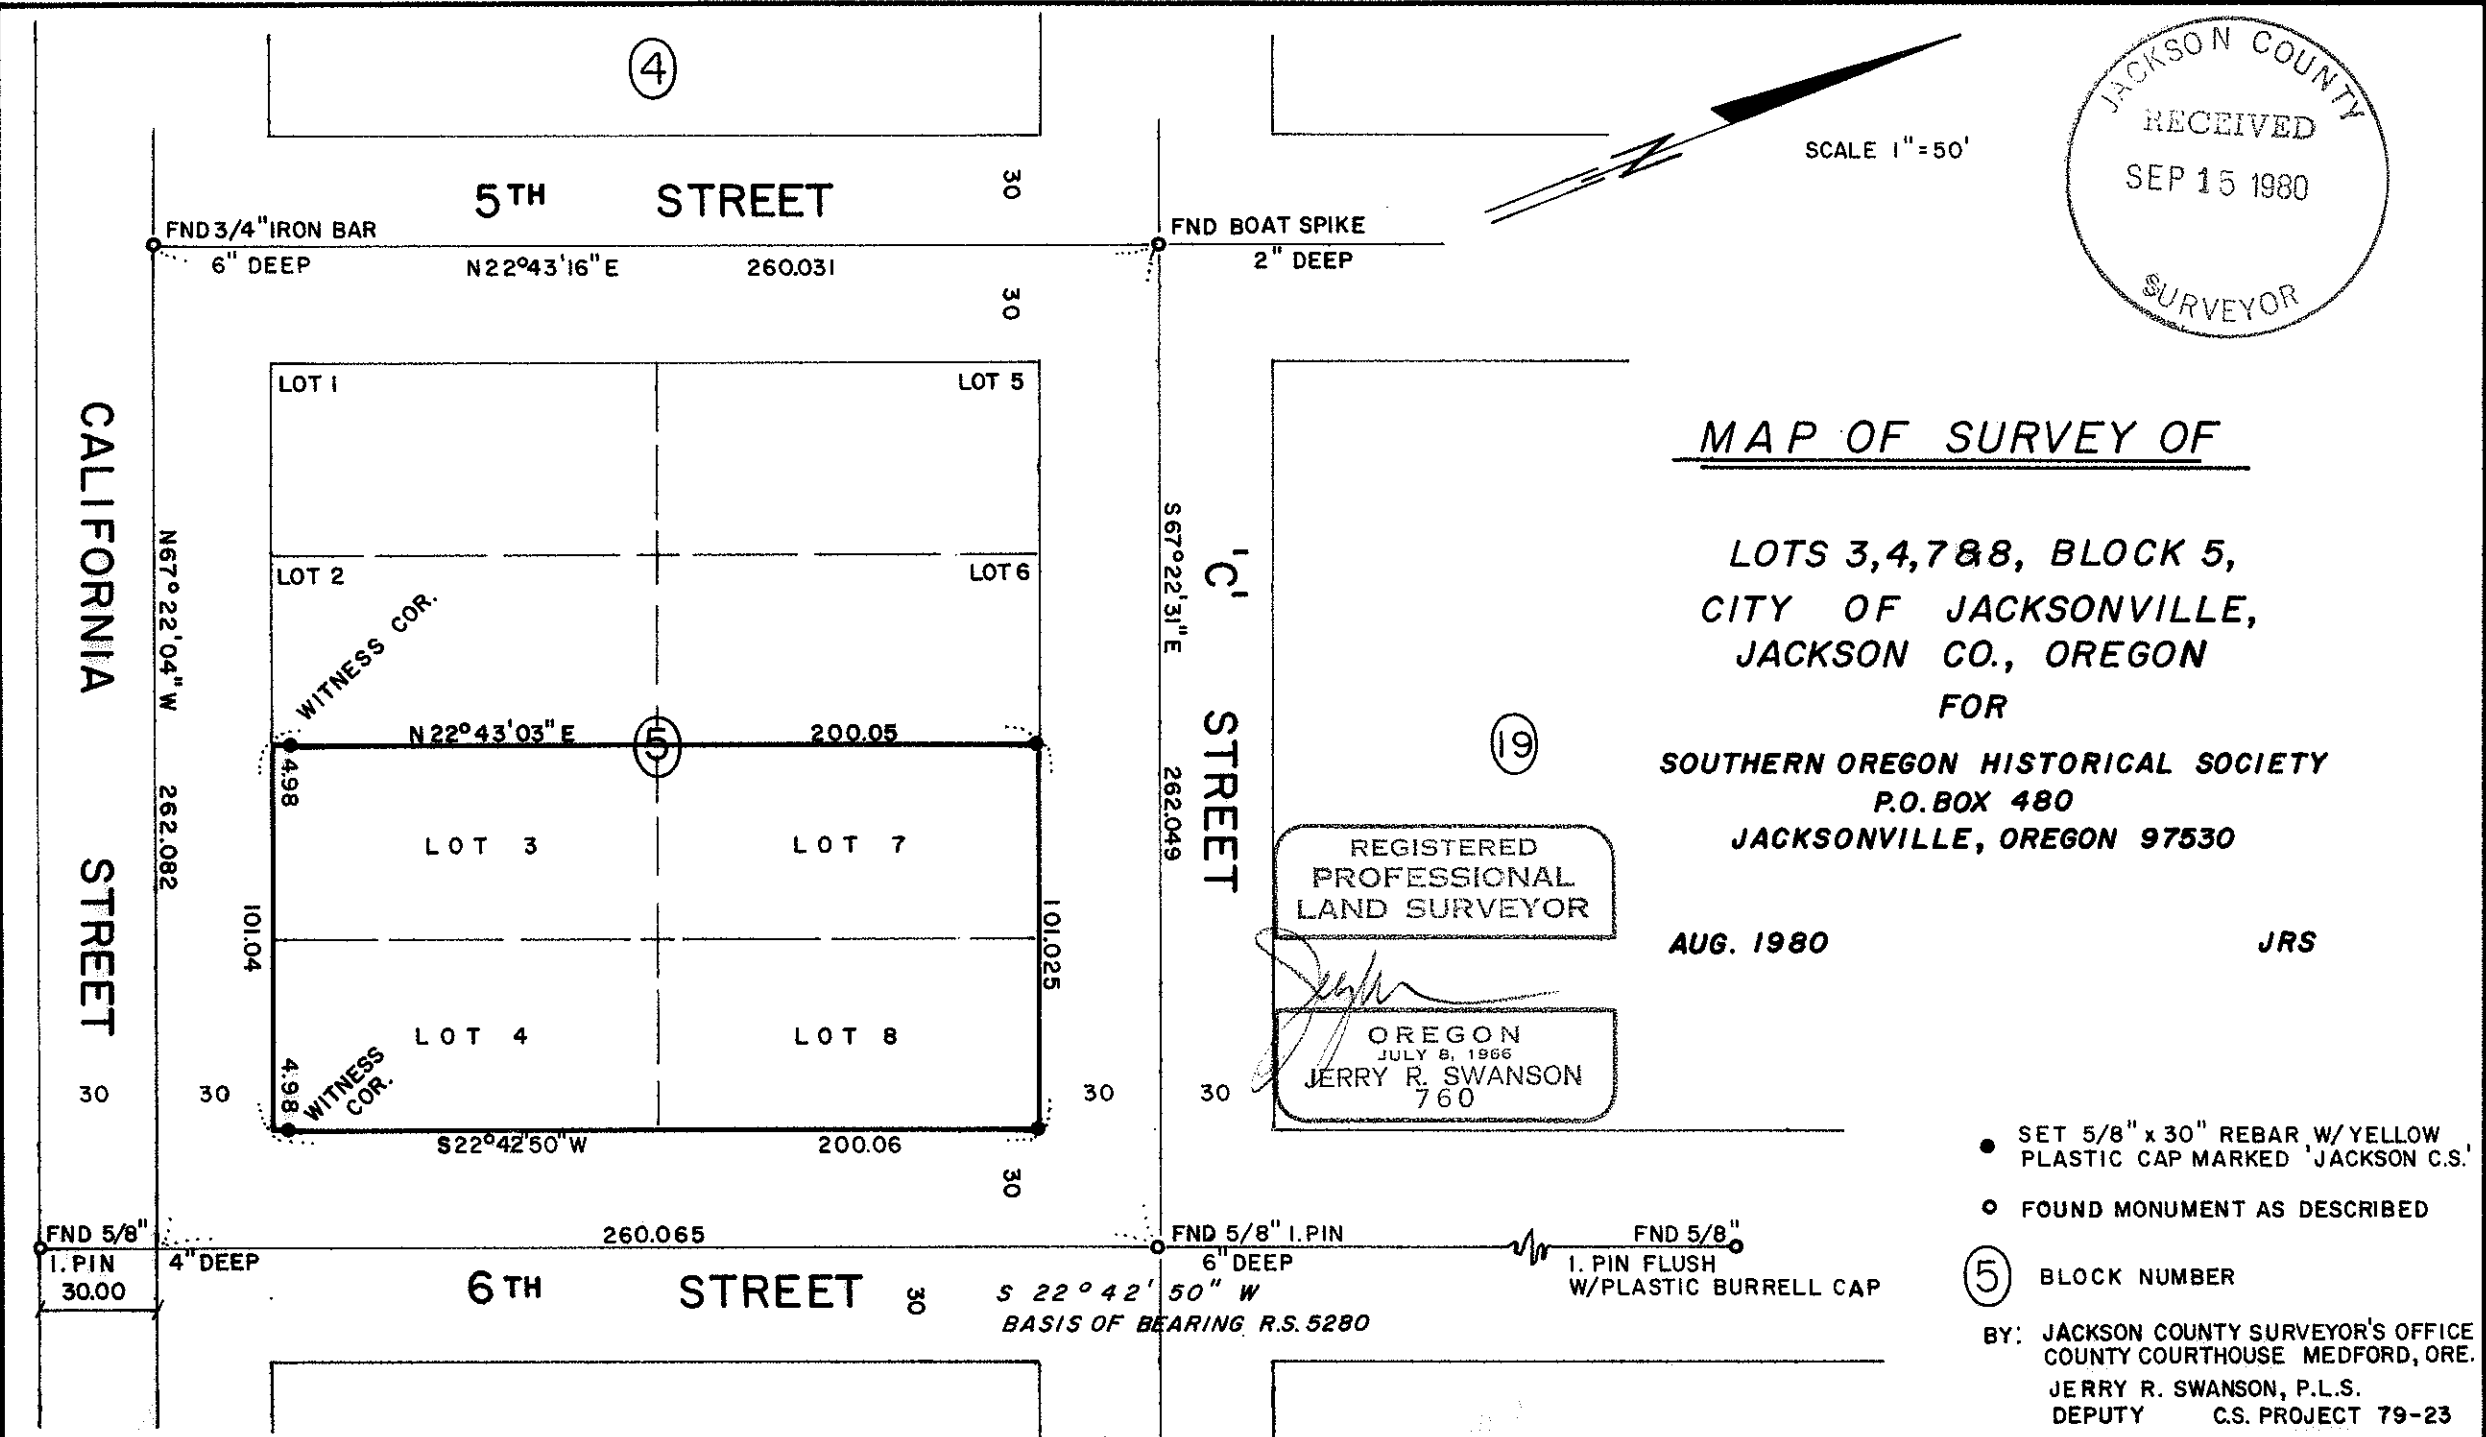 4
5TH STREET
30
FND 3/4" IRON BAR
6" DEEP
N22°43'16"E 260.031
30
FND BOAT SPIKE
2" DEEP
N
SCALE 1"=50'
JACKSON COUNTY
RECEIVED
SEP 15 1980
SURVEYOR
CALIFORNIA STREET
N67°22'04"W 262.082
LOT 1
LOT 5
LOT 2
LOT 6
WITNESS COR.
N22°43'03"E
5
200.05
4.98
LOT 3
LOT 7
101.04
101.025
LOT 4
LOT 8
4.98
WITNESS
COR.
S22°42'50"W
200.06
30
30
30
30
S67°22'31"E 262.049
'C' STREET
19
MAP OF SURVEY OF
LOTS 3,4,7&8, BLOCK 5,
CITY OF JACKSONVILLE,
JACKSON CO., OREGON
FOR
SOUTHERN OREGON HISTORICAL SOCIETY
P.O. BOX 480
JACKSONVILLE, OREGON 97530
AUG. 1980 JRS
REGISTERED
PROFESSIONAL
LAND SURVEYOR
OREGON
JULY 8, 1966
JERRY R. SWANSON
760
30
FND 5/8"
I. PIN
4" DEEP
30.00
260.065
6TH STREET
30
FND 5/8" I.PIN
6" DEEP
S 22°42'50" W
BASIS OF BEARING R.S. 5280
FND 5/8"
I. PIN FLUSH
W/PLASTIC BURRELL CAP
SET 5/8" x 30" REBAR W/YELLOW
PLASTIC CAP MARKED 'JACKSON C.S.'
FOUND MONUMENT AS DESCRIBED
5 BLOCK NUMBER
BY: JACKSON COUNTY SURVEYOR'S OFFICE
COUNTY COURTHOUSE MEDFORD, ORE.
JERRY R. SWANSON, P.L.S.
DEPUTY C.S. PROJECT 79-23